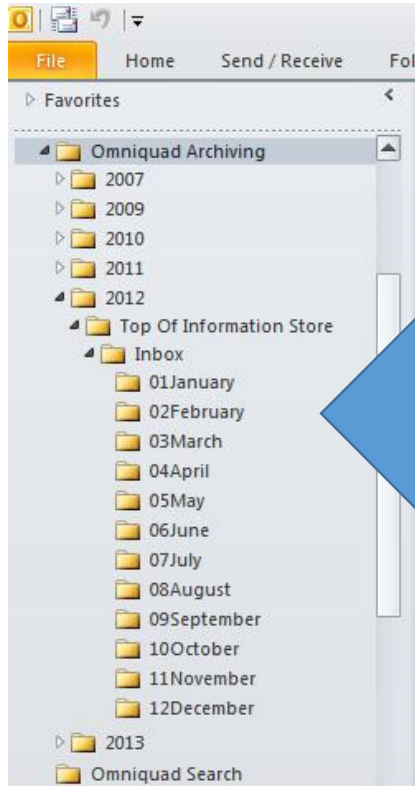 File Home Send / Receive Fol
Favorites
Omniquad Archiving
2007
2009
2010
2011
2012
Top Of Information Store
Inbox
01January
02February
03March
04April
05May
06June
07July
08August
09September
10October
11November
12December
2013
Omniquad Search